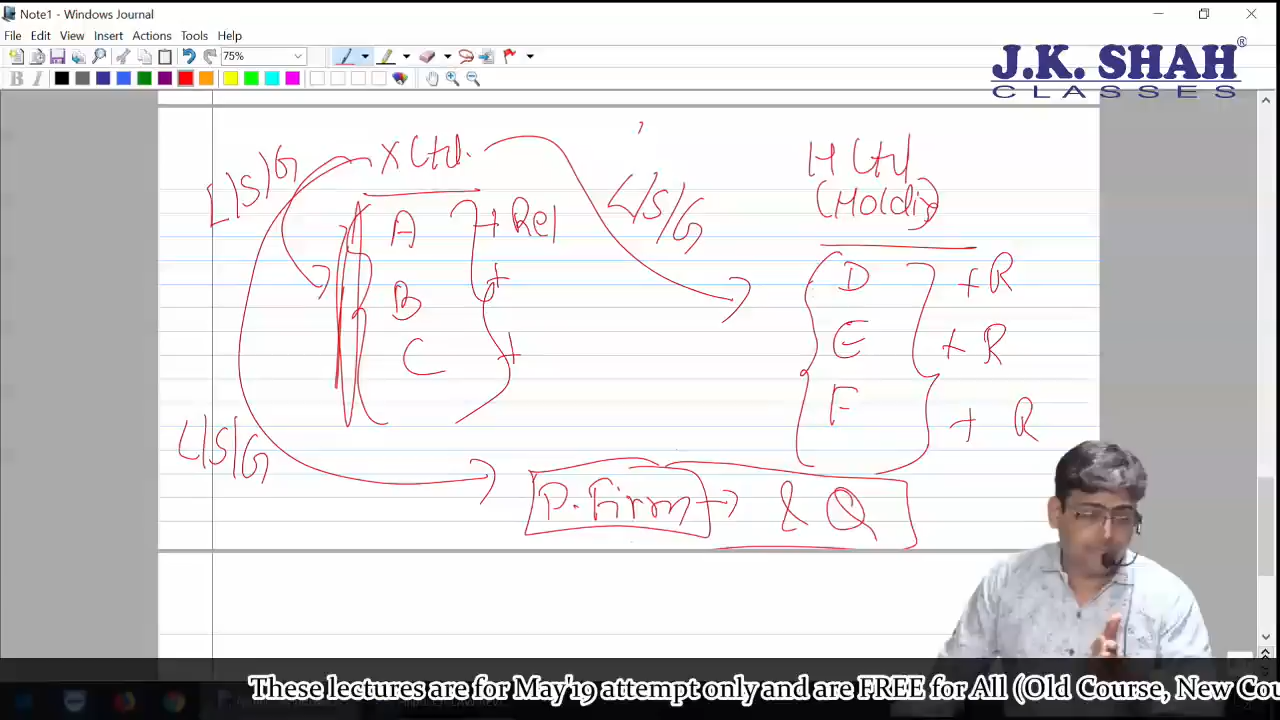 Note1 - Windows Journal
File Edit View Insert Actions Tools Help
75%
J.K. SHAH®
CLASSES
X Ltd.
H Ltd
L/S/G
L/S/G
A + Rel
B +
C +
D + R
E + R
F + R
L/S/G
P. Firm → & Q
These lectures are for May'19 attempt only and are FREE for All (Old Course, New Cou